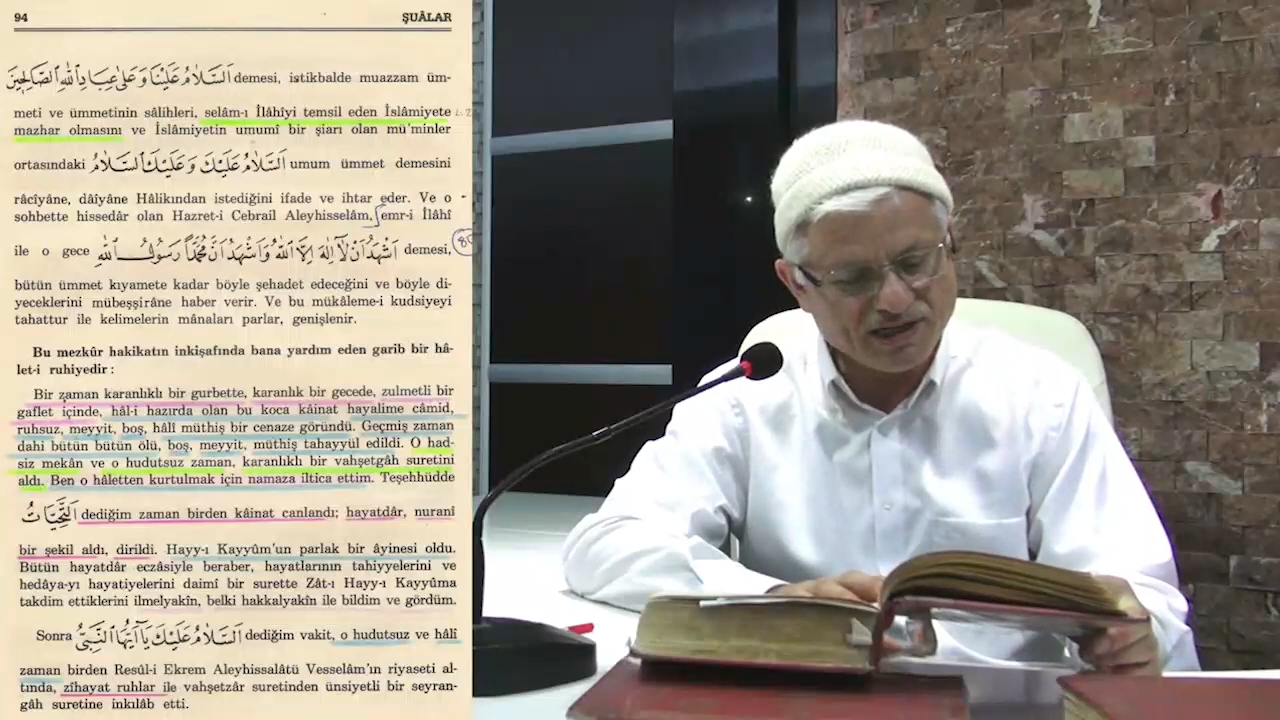 94 ŞUÂLAR
اَلسَّلَامُ عَلَيْنَا وَعَلٰى عِبَادِ اللّٰهِ الصَّالِحِينَ demesi, istikbalde muazzam üm-
meti ve ümmetinin sâlihleri, selâm-ı İlâhîyi temsil eden İslâmiyete
mazhar olmasını ve İslâmiyetin umumî bir şiarı olan mü'minler
ortasındaki اَلسَّلَامُ عَلَيْكَ وَعَلَيْكَ السَّلَامُ umum ümmet demesini
râcîyâne, dâiyâne Hâlikından istediğini ifade ve ihtar eder. Ve o
sohbette hissedâr olan Hazret-i Cebrail Aleyhisselâm, emr-i İlâhî
ile o gece اَشْهَدُ اَنْ لَا اِلٰهَ اِلَّا اللّٰهُ وَاَشْهَدُ اَنَّ مُحَمَّدًا رَسُولُ اللّٰهِ demesi,
bütün ümmet kıyamete kadar böyle şehadet edeceğini ve böyle di-
yeceklerini mübeşşirâne haber verir. Ve bu mükâleme-i kudsiyeyi
tahattur ile kelimelerin mânaları parlar, genişlenir.
Bu mezkûr hakikatın inkişafında bana yardım eden garib bir hâ-
let-i ruhiyedir:
Bir zaman karanlıklı bir gurbette, karanlık bir gecede, zulmetli bir
gaflet içinde, hâl-i hazırda olan bu koca kâinat hayalime câmid,
ruhsuz, meyyit, boş, hâli müthiş bir cenaze göründü. Geçmiş zaman
dahi bütün bütün ölü, boş, meyyit, müthiş tahayyül edildi. O had-
siz mekân ve o hudutsuz zaman, karanlıklı bir vahşetgâh suretini
aldı. Ben o hâletten kurtulmak için namaza iltica ettim. Teşehhüdde
اَلتَّحِيَّاتُ dediğim zaman birden kâinat canlandı; hayatdâr, nuranî
bir şekil aldı, dirildi. Hayy-ı Kayyûm'un parlak bir âyinesi oldu.
Bütün hayatdâr eczâsiyle beraber, hayatlarının tahiyyelerini ve
hedâya-yı hayatiyelerini daimî bir surette Zât-ı Hayy-ı Kayyûma
takdim ettiklerini ilmelyakîn, belki hakkalyakîn ile bildim ve gördüm.
Sonra اَلسَّلَامُ عَلَيْكَ يَا اَيُّهَا النَّبِىُّ dediğim vakit, o hudutsuz ve hâlî
zaman birden Resûl-i Ekrem Aleyhissalâtü Vesselâm'ın riyaseti al-
tında, zîhayat ruhlar ile vahşetzâr suretinden ünsiyetli bir seyran-
gâh suretine inkılâb etti.